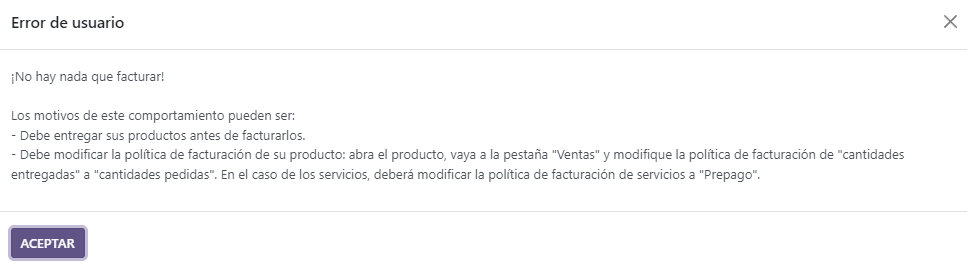 Error de usuario
¡No hay nada que facturar!
Los motivos de este comportamiento pueden ser:
- Debe entregar sus productos antes de facturarlos.
- Debe modificar la política de facturación de su producto: abra el producto, vaya a la pestaña "Ventas" y modifique la política de facturación de "cantidades
entregadas" a "cantidades pedidas". En el caso de los servicios, deberá modificar la política de facturación de servicios a "Prepago".
ACEPTAR